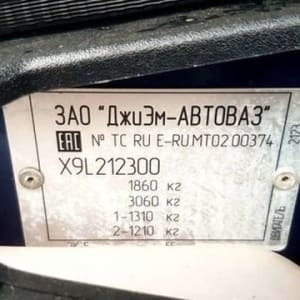 ЗАО "ДжиЭм-АВТОВАЗ"
ЕАС № ТС RU E-RU.MT02.00374
X9L212300
1860 кг
3060 кг
1-1310 кг
2-1210 кг
2123